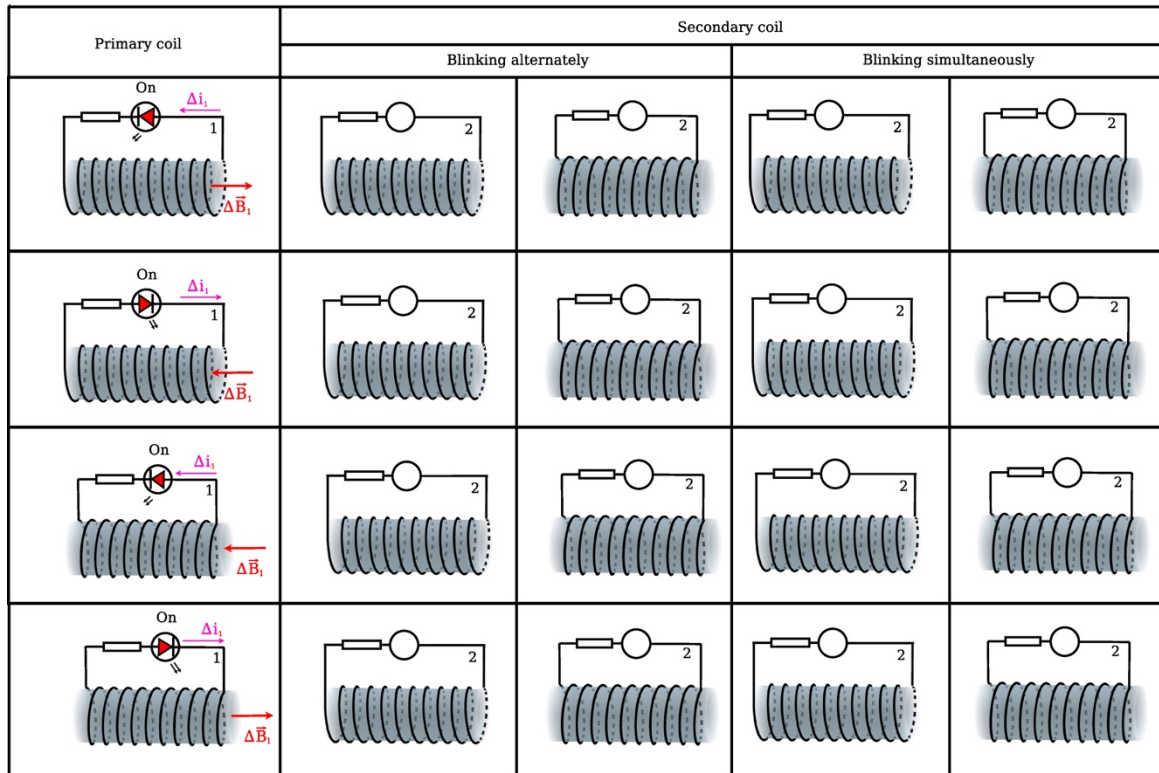 Primary coil
Secondary coil
Blinking alternately
Blinking simultaneously
On
Δi₁
1
ΔB⃗₁
2
2
2
2
On
Δi₁
1
ΔB⃗₁
2
2
2
2
On
Δi₁
1
ΔB⃗₁
2
2
2
2
On
Δi₁
1
ΔB⃗₁
2
2
2
2